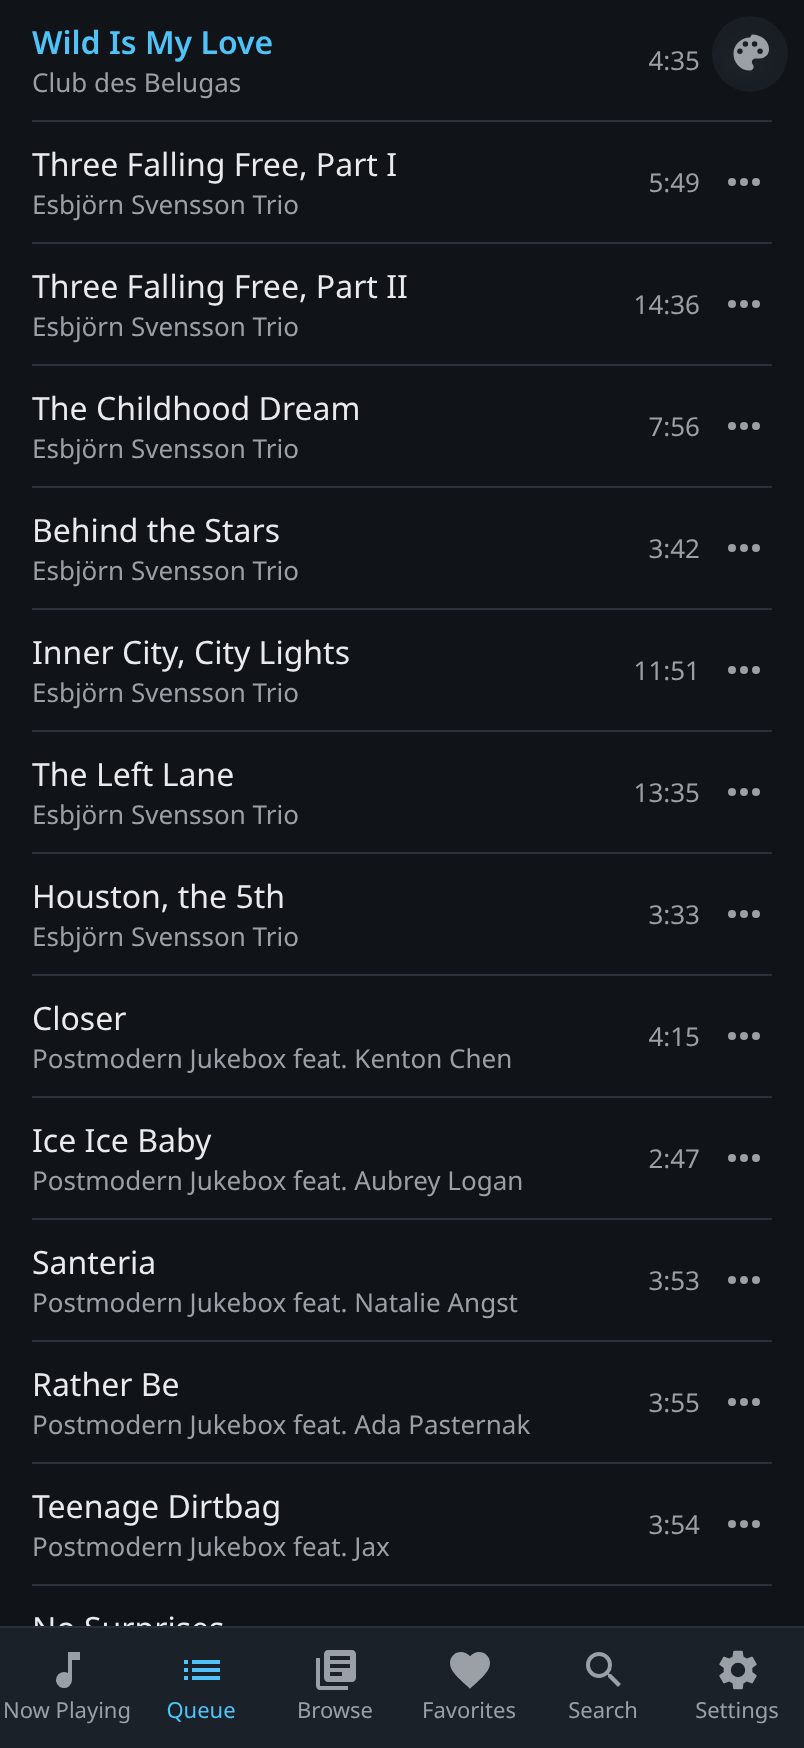 Wild Is My Love
Club des Belugas
4:35
Three Falling Free, Part I
Esbjörn Svensson Trio
5:49
Three Falling Free, Part II
Esbjörn Svensson Trio
14:36
The Childhood Dream
Esbjörn Svensson Trio
7:56
Behind the Stars
Esbjörn Svensson Trio
3:42
Inner City, City Lights
Esbjörn Svensson Trio
11:51
The Left Lane
Esbjörn Svensson Trio
13:35
Houston, the 5th
Esbjörn Svensson Trio
3:33
Closer
Postmodern Jukebox feat. Kenton Chen
4:15
Ice Ice Baby
Postmodern Jukebox feat. Aubrey Logan
2:47
Santeria
Postmodern Jukebox feat. Natalie Angst
3:53
Rather Be
Postmodern Jukebox feat. Ada Pasternak
3:55
Teenage Dirtbag
Postmodern Jukebox feat. Jax
3:54
No Surprises
Now Playing
Queue
Browse
Favorites
Search
Settings